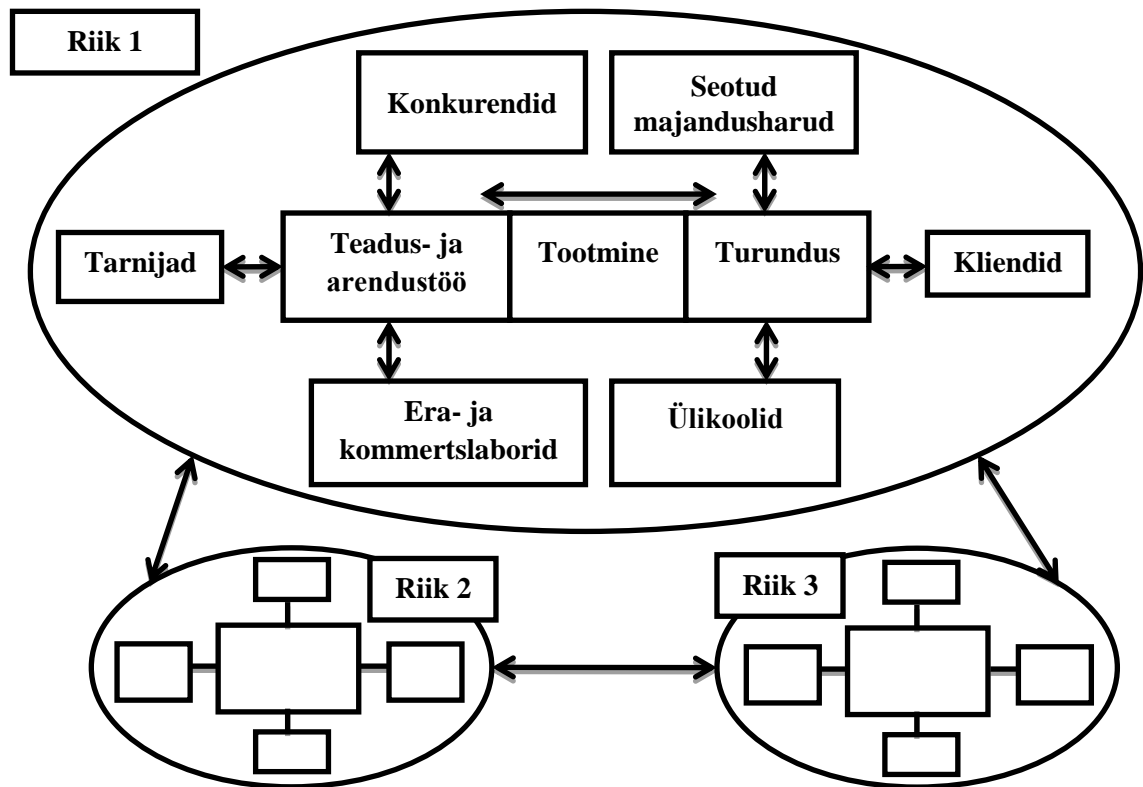 Riik 1
Konkurendid
Seotud
majandusharud
Tarnijad
Teadus- ja
arendustöö
Tootmine
Turundus
Kliendid
Era- ja
kommertslaborid
Ülikoolid
Riik 2
Riik 3